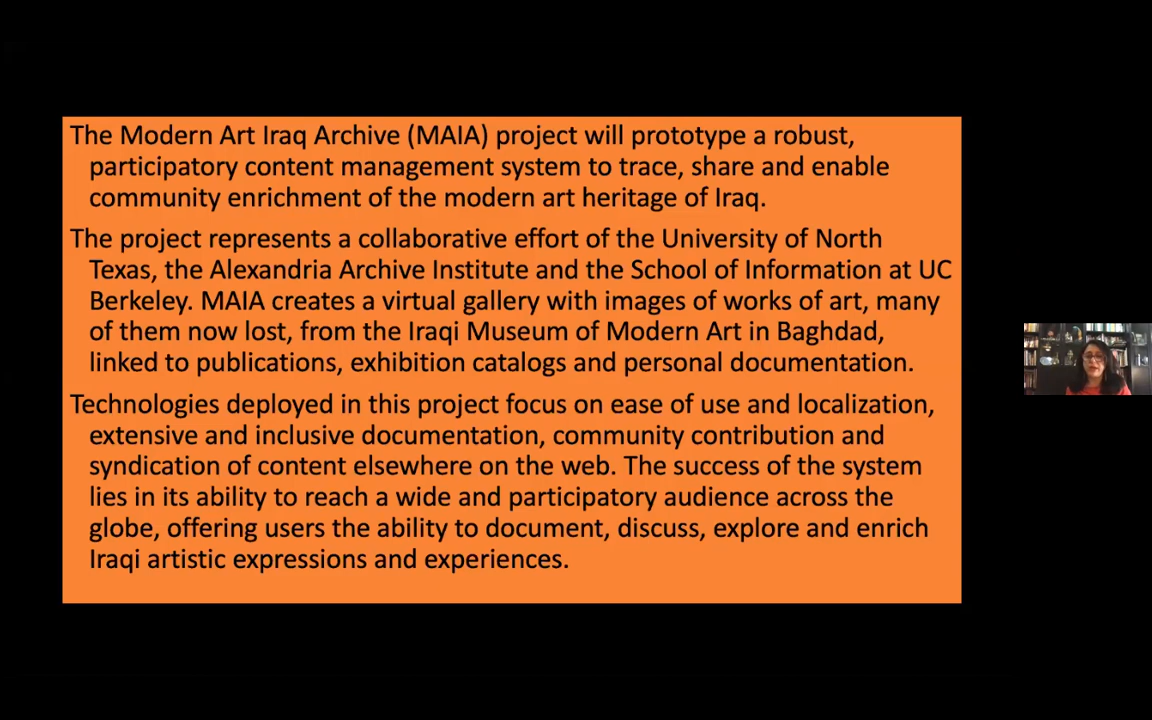 The Modern Art Iraq Archive (MAIA) project will prototype a robust,
participatory content management system to trace, share and enable
community enrichment of the modern art heritage of Iraq.
The project represents a collaborative effort of the University of North
Texas, the Alexandria Archive Institute and the School of Information at UC
Berkeley. MAIA creates a virtual gallery with images of works of art, many
of them now lost, from the Iraqi Museum of Modern Art in Baghdad,
linked to publications, exhibition catalogs and personal documentation.
Technologies deployed in this project focus on ease of use and localization,
extensive and inclusive documentation, community contribution and
syndication of content elsewhere on the web. The success of the system
lies in its ability to reach a wide and participatory audience across the
globe, offering users the ability to document, discuss, explore and enrich
Iraqi artistic expressions and experiences.